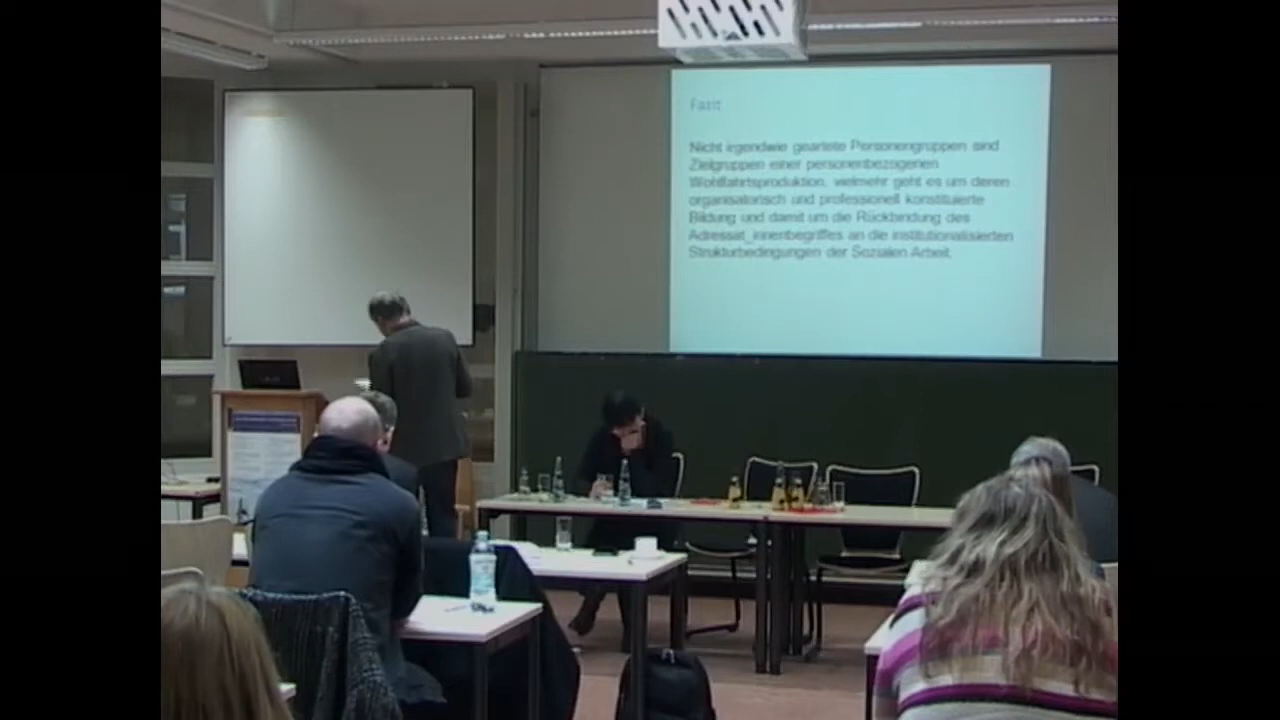 Fazit
Nicht irgendwie geartete Personengruppen sind
Zielgruppen einer personenbezogenen
Wohlfahrtsproduktion, vielmehr geht es um deren
organisatorisch und professionell konstituierte
Bildung und damit um die Rückbindung des
Adressat_innenbegriffes an die institutionalisierten
Strukturbedingungen der Sozialen Arbeit.